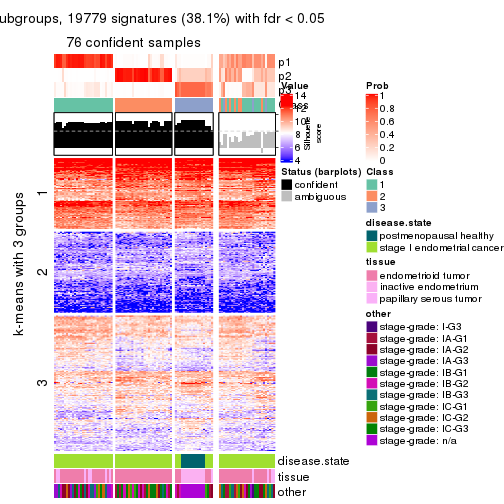 ubgroups, 19779 signatures (38.1%) with fdr < 0.05
76 confident samples
p1
p2
p3
Class
k-means with 3 groups
1
2
3
Silhouette
score
disease.state
tissue
other
Value
14
12
10
8
6
4
Status (barplots)
confident
ambiguous
Prob
1
0.8
0.6
0.4
0.2
0
Class
1
2
3
disease.state
postmenopausal healthy
stage I endometrial cancer
tissue
endometrioid tumor
inactive endometrium
papillary serous tumor
other
stage-grade: I-G3
stage-grade: IA-G1
stage-grade: IA-G2
stage-grade: IA-G3
stage-grade: IB-G1
stage-grade: IB-G2
stage-grade: IB-G3
stage-grade: IC-G1
stage-grade: IC-G2
stage-grade: IC-G3
stage-grade: n/a